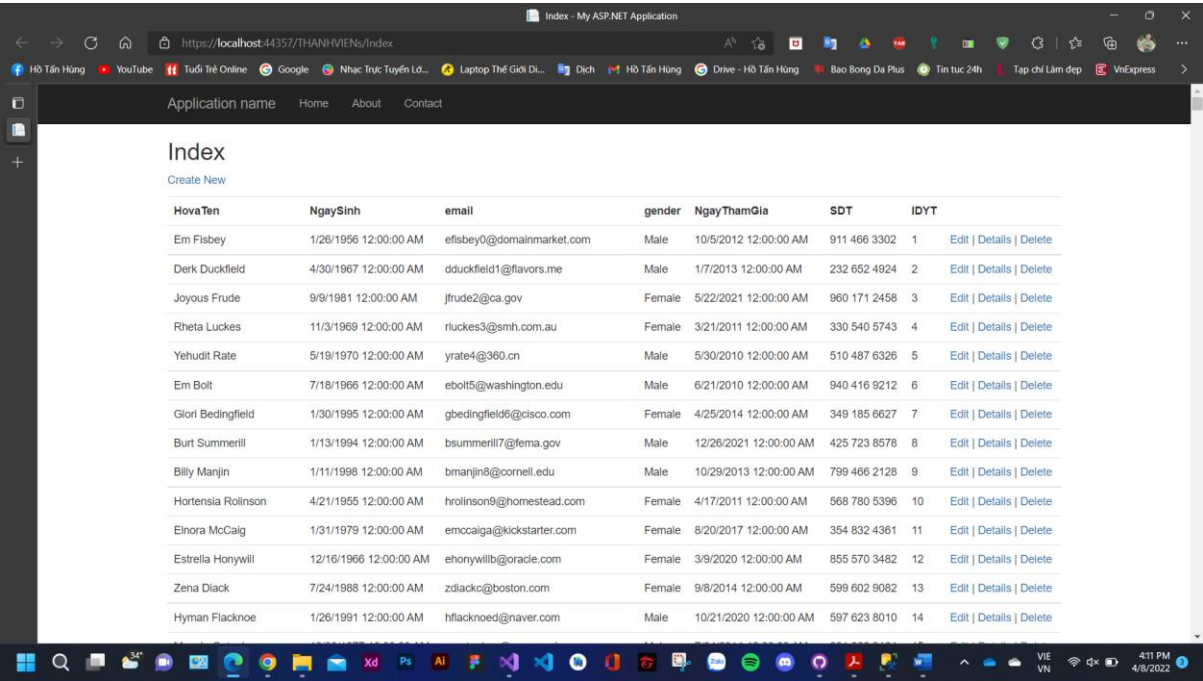 Index - My ASP.NET Application
https://localhost:44357/THANHVIENs/Index
Hồ Tấn Hùng YouTube Tuổi Trẻ Online Google Nhạc Trực Tuyến Lớ... Laptop Thế Giới Di... Dịch Hồ Tấn Hùng Drive - Hồ Tấn Hùng Bao Bong Da Plus Tin tuc 24h Tạp chí Làm đẹp VnExpress
Application name Home About Contact
Index
Create New
HovaTen NgaySinh email gender NgayThamGia SDT IDYT
Em Fisbey 1/26/1956 12:00:00 AM efisbey0@domainmarket.com Male 10/5/2012 12:00:00 AM 911 466 3302 1 Edit | Details | Delete
Derk Duckfield 4/30/1967 12:00:00 AM dduckfield1@flavors.me Male 1/7/2013 12:00:00 AM 232 652 4924 2 Edit | Details | Delete
Joyous Frude 9/9/1981 12:00:00 AM jfrude2@ca.gov Female 5/22/2021 12:00:00 AM 960 171 2458 3 Edit | Details | Delete
Rheta Luckes 11/3/1969 12:00:00 AM rluckes3@smh.com.au Female 3/21/2011 12:00:00 AM 330 540 5743 4 Edit | Details | Delete
Yehudit Rate 5/19/1970 12:00:00 AM yrate4@360.cn Male 5/30/2010 12:00:00 AM 510 487 6326 5 Edit | Details | Delete
Em Bolt 7/18/1966 12:00:00 AM ebolt5@washington.edu Male 6/21/2010 12:00:00 AM 940 416 9212 6 Edit | Details | Delete
Glori Bedingfield 1/30/1995 12:00:00 AM gbedingfield6@cisco.com Female 4/25/2014 12:00:00 AM 349 185 6627 7 Edit | Details | Delete
Burt Summerill 1/13/1994 12:00:00 AM bsummerill7@fema.gov Male 12/26/2021 12:00:00 AM 425 723 8578 8 Edit | Details | Delete
Billy Manjin 1/11/1998 12:00:00 AM bmanjin8@cornell.edu Male 10/29/2013 12:00:00 AM 799 466 2128 9 Edit | Details | Delete
Hortensia Rolinson 4/21/1955 12:00:00 AM hrolinson9@homestead.com Female 4/17/2011 12:00:00 AM 568 780 5396 10 Edit | Details | Delete
Elnora McCaig 1/31/1979 12:00:00 AM emccaiga@kickstarter.com Female 8/20/2017 12:00:00 AM 354 832 4361 11 Edit | Details | Delete
Estrella Honywill 12/16/1966 12:00:00 AM ehonywillb@oracle.com Female 3/9/2020 12:00:00 AM 855 570 3482 12 Edit | Details | Delete
Zena Diack 7/24/1988 12:00:00 AM zdiackc@boston.com Female 9/8/2014 12:00:00 AM 599 602 9082 13 Edit | Details | Delete
Hyman Flacknoe 1/26/1991 12:00:00 AM hflacknoed@naver.com Male 10/21/2020 12:00:00 AM 597 623 8010 14 Edit | Details | Delete
34°
Xd Ps Ai Zalo
VIE
VN
4:11 PM
4/8/2022